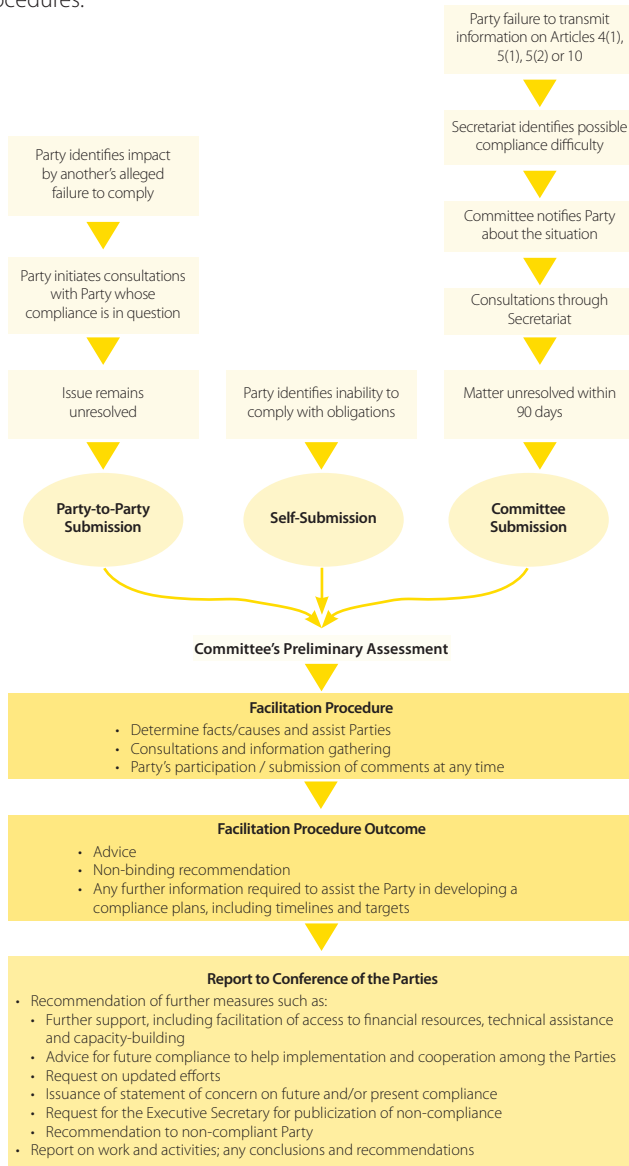 ocedures.
Party failure to transmit
information on Articles 4(1),
5(1), 5(2) or 10
Secretariat identifies possible
compliance difficulty
Party identifies impact
by another's alleged
failure to comply
Committee notifies Party
about the situation
Party initiates consultations
with Party whose
compliance is in question
Consultations through
Secretariat
Issue remains
unresolved
Party identifies inability to
comply with obligations
Matter unresolved within
90 days
Party-to-Party
Submission
Self-Submission
Committee
Submission
Committee's Preliminary Assessment
Facilitation Procedure
• Determine facts/causes and assist Parties
• Consultations and information gathering
• Party's participation / submission of comments at any time
Facilitation Procedure Outcome
• Advice
• Non-binding recommendation
• Any further information required to assist the Party in developing a
compliance plans, including timelines and targets
Report to Conference of the Parties
• Recommendation of further measures such as:
• Further support, including facilitation of access to financial resources, technical assistance
and capacity-building
• Advice for future compliance to help implementation and cooperation among the Parties
• Request on updated efforts
• Issuance of statement of concern on future and/or present compliance
• Request for the Executive Secretary for publicization of non-compliance
• Recommendation to non-compliant Party
• Report on work and activities; any conclusions and recommendations